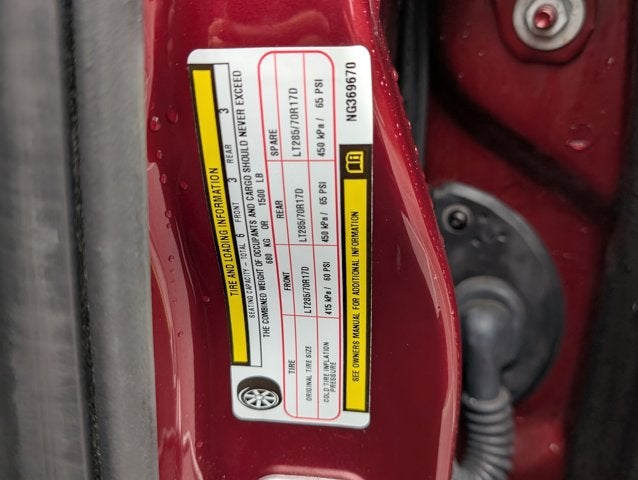 TIRE AND LOADING INFORMATION
SEATING CAPACITY - TOTAL 6 FRONT 3 REAR 3
THE COMBINED WEIGHT OF OCCUPANTS AND CARGO SHOULD NEVER EXCEED
680 KG OR 1500 LB
TIRE FRONT REAR SPARE
ORIGINAL TIRE SIZE LT285/70R17D LT285/70R17D LT285/70R17D
COLD TIRE INFLATION PRESSURE 415 kPa / 60 PSI 450 kPa / 65 PSI 450 kPa / 65 PSI
SEE OWNERS MANUAL FOR ADDITIONAL INFORMATION
NG369670